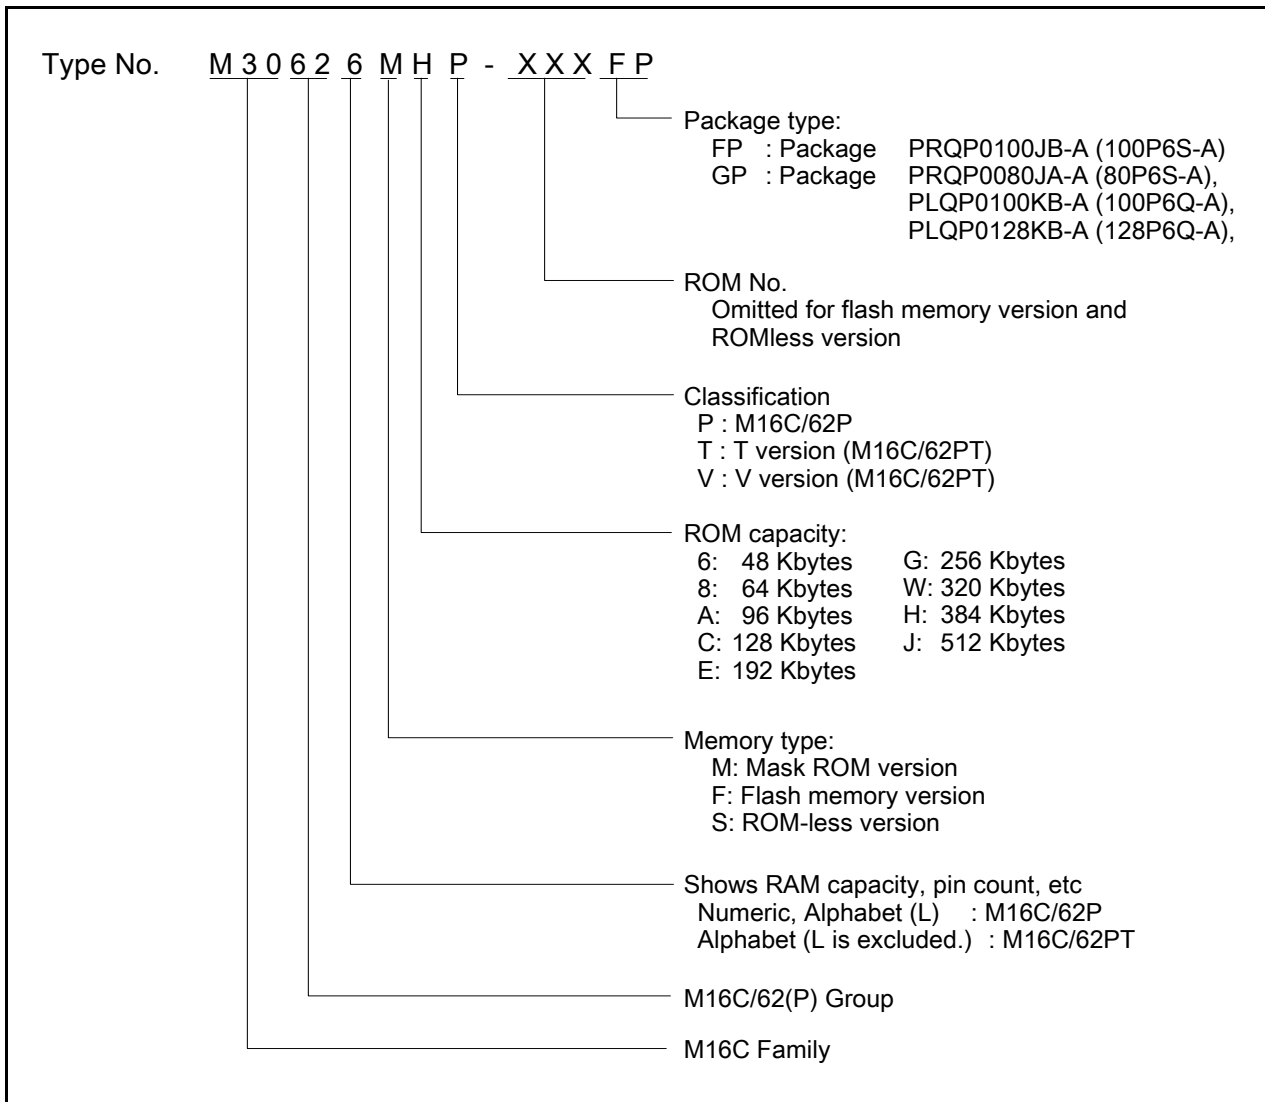 Type No. M 3 0 6 2 6 M H P - X X X F P
Package type:
FP : Package PRQP0100JB-A (100P6S-A)
GP : Package PRQP0080JA-A (80P6S-A),
PLQP0100KB-A (100P6Q-A),
PLQP0128KB-A (128P6Q-A),
ROM No.
Omitted for flash memory version and
ROMless version
Classification
P : M16C/62P
T : T version (M16C/62PT)
V : V version (M16C/62PT)
ROM capacity:
6: 48 Kbytes G: 256 Kbytes
8: 64 Kbytes W: 320 Kbytes
A: 96 Kbytes H: 384 Kbytes
C: 128 Kbytes J: 512 Kbytes
E: 192 Kbytes
Memory type:
M: Mask ROM version
F: Flash memory version
S: ROM-less version
Shows RAM capacity, pin count, etc
Numeric, Alphabet (L) : M16C/62P
Alphabet (L is excluded.) : M16C/62PT
M16C/62(P) Group
M16C Family